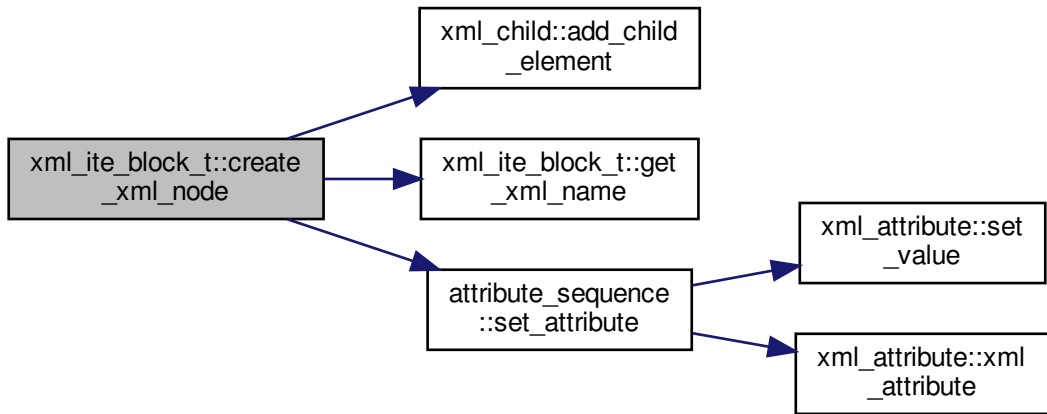 xml_child::add_child
_element
xml_ite_block_t::create
_xml_node
xml_ite_block_t::get
_xml_name
attribute_sequence
::set_attribute
xml_attribute::set
_value
xml_attribute::xml
_attribute